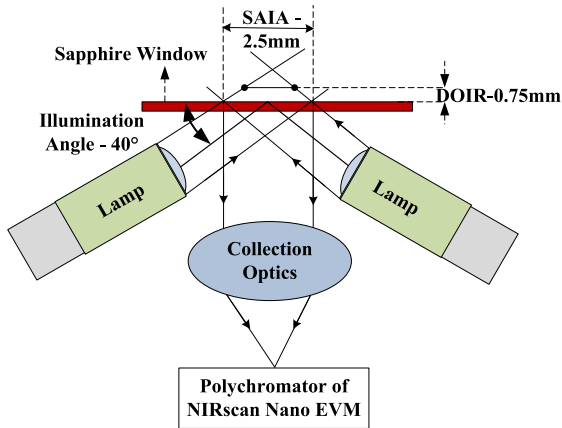 SAIA -
2.5mm
Sapphire Window
DOIR-0.75mm
Illumination
Angle - 40°
Lamp
Lamp
Collection
Optics
Polychromator of
NIRscan Nano EVM